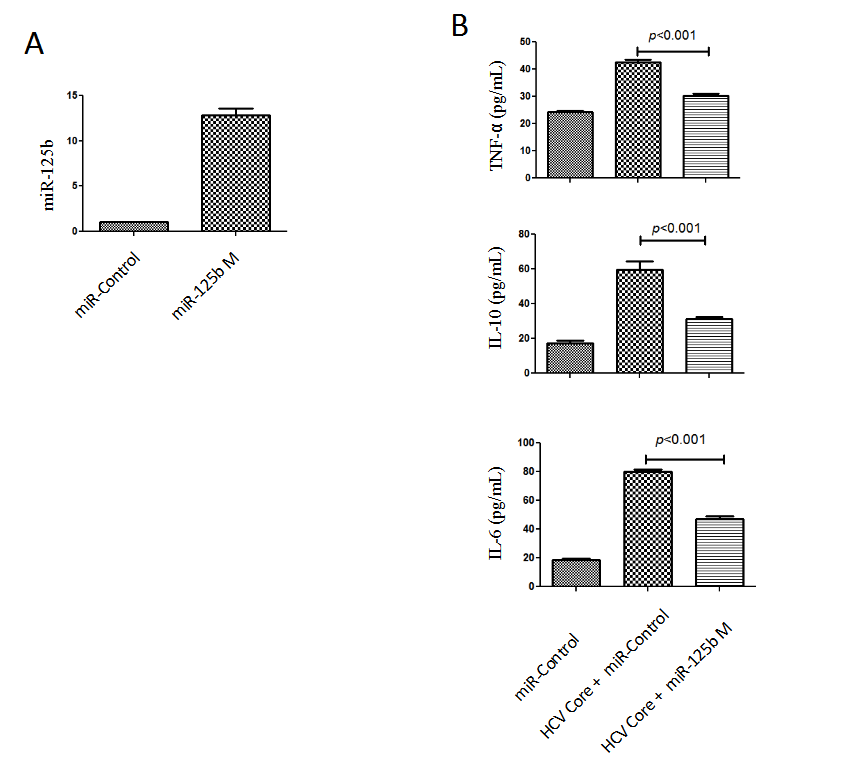 A
miR-125b
15
10
5
0
miR-Control
miR-125b M
B
TNF-α (pg/mL)
50
40
30
20
10
0
p<0.001
IL-10 (pg/mL)
80
60
40
20
0
p<0.001
IL-6 (pg/mL)
100
80
60
40
20
0
p<0.001
miR-Control
HCV Core + miR-Control
HCV Core + miR-125b M